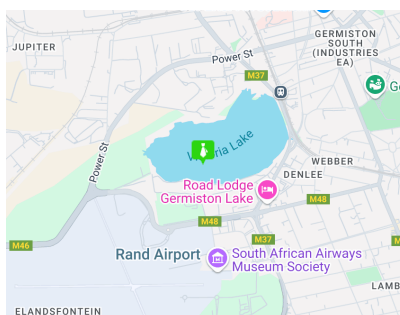 GERMISTON
SOUTH
(INDUSTRIES
EA)
JUPITER
Power St
M37
Power St
Lake
WEBBER
DENLEE
Road Lodge
Germiston Lake
M48
M48
M46
M37
Rand Airport
South African Airways
Museum Society
LAMB
ELANDSFONTEIN